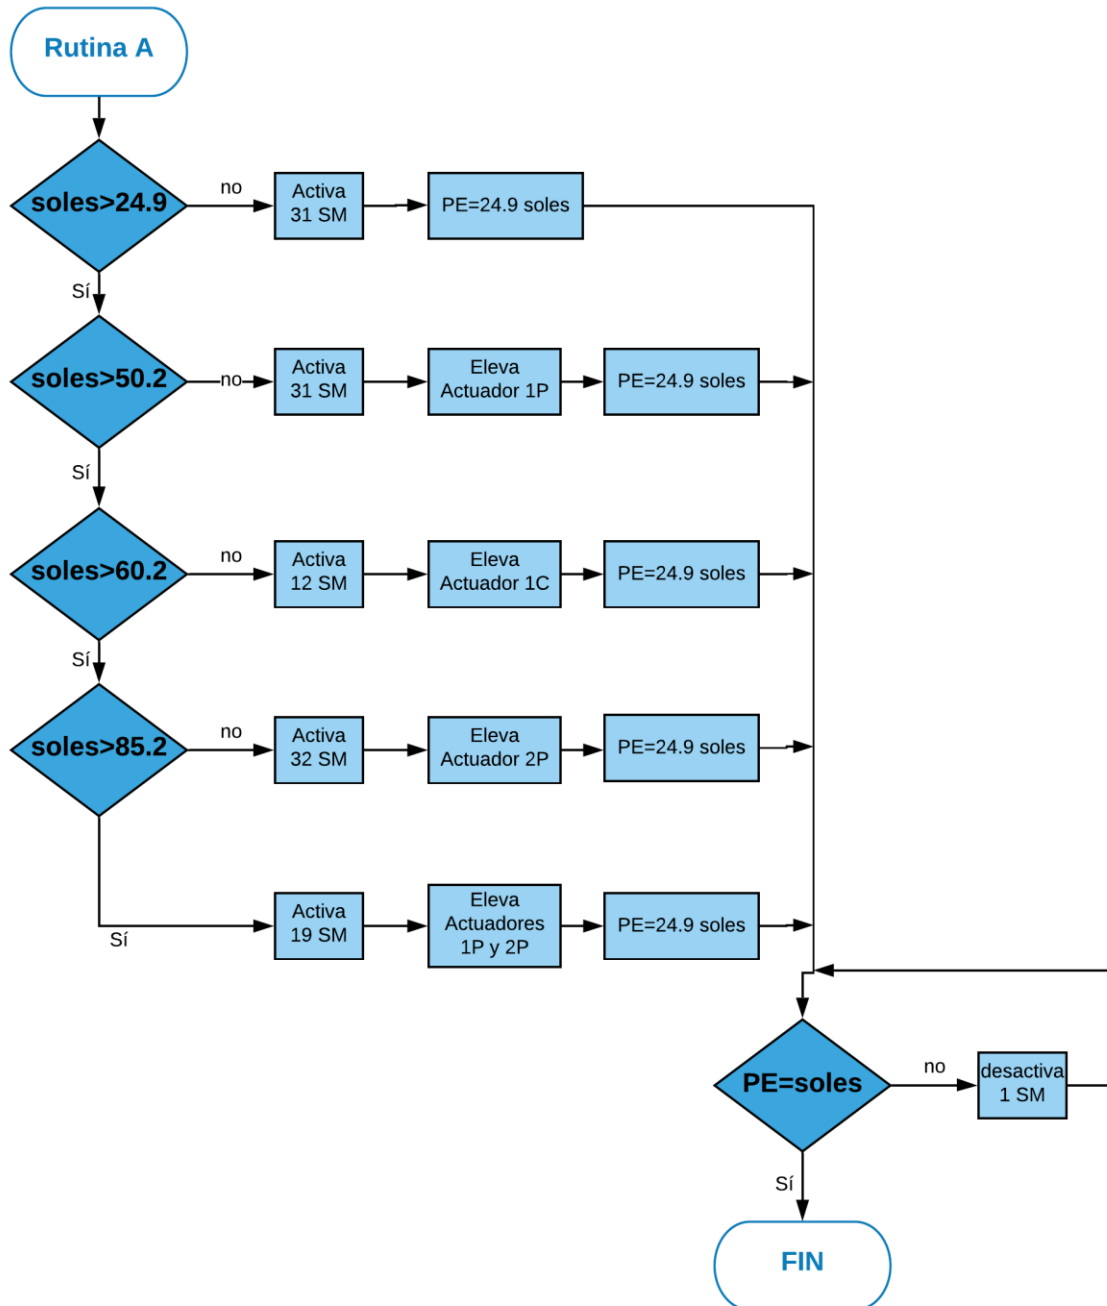 Rutina A
soles>24.9
no
Activa
31 SM
PE=24.9 soles
Sí
soles>50.2
no
Activa
31 SM
Eleva
Actuador 1P
PE=24.9 soles
Sí
soles>60.2
no
Activa
12 SM
Eleva
Actuador 1C
PE=24.9 soles
Sí
soles>85.2
no
Activa
32 SM
Eleva
Actuador 2P
PE=24.9 soles
Sí
Activa
19 SM
Eleva
Actuadores
1P y 2P
PE=24.9 soles
PE=soles
no
desactiva
1 SM
Sí
FIN